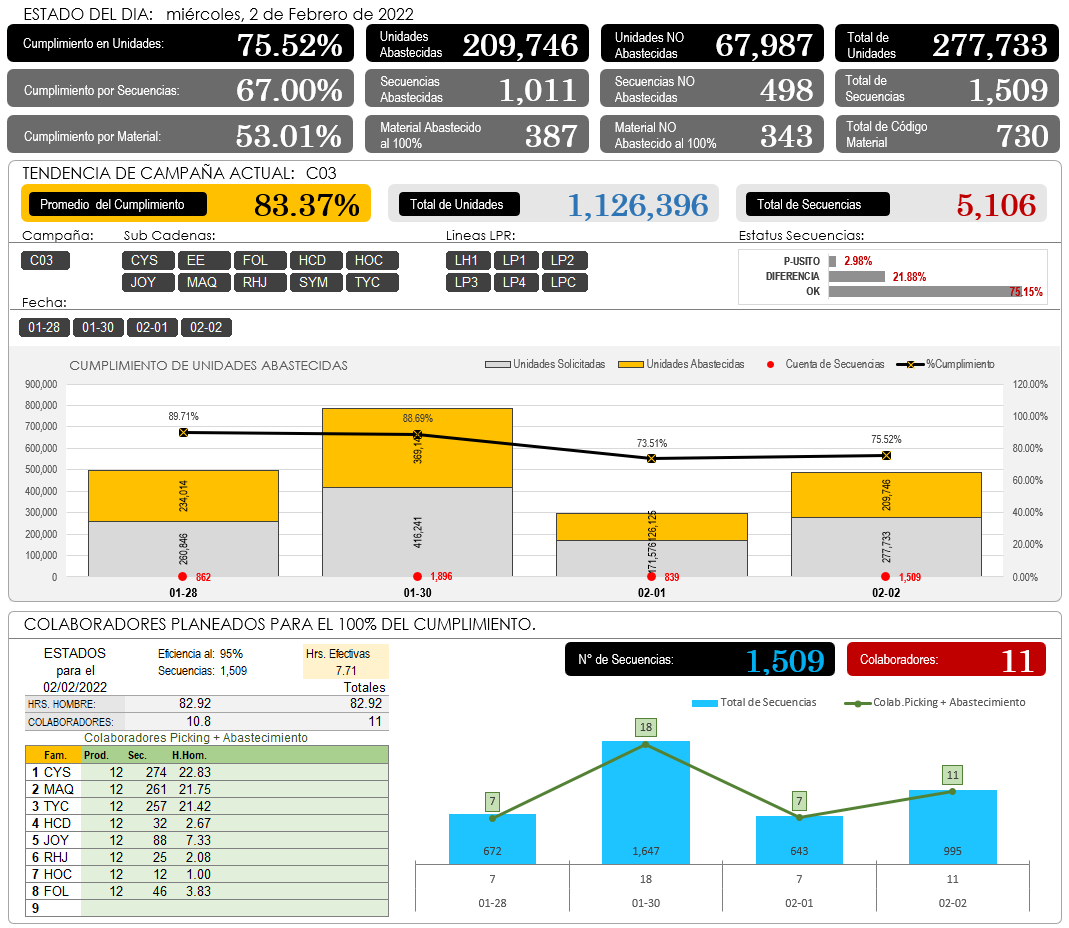 ESTADO DEL DIA: miércoles, 2 de Febrero de 2022
Cumplimiento en Unidades: 75.52%
Unidades Abastecidas 209,746
Unidades NO Abastecidas 67,987
Total de Unidades 277,733
Cumplimiento por Secuencias: 67.00%
Secuencias Abastecidas 1,011
Secuencias NO Abastecidas 498
Total de Secuencias 1,509
Cumplimiento por Material: 53.01%
Material Abastecido al 100% 387
Material NO Abastecido al 100% 343
Total de Código Material 730
TENDENCIA DE CAMPAÑA ACTUAL: C03
Promedio del Cumplimiento 83.37%
Total de Unidades 1,126,396
Total de Secuencias 5,106
Campaña: Sub Cadenas: Lineas LPR: Estatus Secuencias:
C03
CYS EE FOL HCD HOC
JOY MAQ RHJ SYM TYC
LH1 LP1 LP2
LP3 LP4 LPC
P-USITO 2.98%
DIFERENCIA 21.88%
OK 75.15%
Fecha:
01-28 01-30 02-01 02-02
CUMPLIMIENTO DE UNIDADES ABASTECIDAS
Unidades Solicitadas Unidades Abastecidas Cuenta de Secuencias %Cumplimiento
900,000
800,000
700,000
600,000
500,000
400,000
300,000
200,000
100,000
0
120.00%
100.00%
80.00%
60.00%
40.00%
20.00%
0.00%
89.71% 88.69% 73.51% 75.52%
234,014 369,14 126,125 209,746
260,846 416,241 171,576 277,733
862 1,896 839 1,509
01-28 01-30 02-01 02-02
COLABORADORES PLANEADOS PARA EL 100% DEL CUMPLIMIENTO.
ESTADOS para el 02/02/2022
Eficiencia al: 95%
Secuencias: 1,509
Hrs. Efectivas
7.71
Totales
HRS. HOMBRE: 82.92 82.92
COLABORADORES: 10.8 11
Colaboradores Picking + Abastecimiento
Fam. Prod. Sec. H.Hom.
1 CYS 12 274 22.83
2 MAQ 12 261 21.75
3 TYC 12 257 21.42
4 HCD 12 32 2.67
5 JOY 12 88 7.33
6 RHJ 12 25 2.08
7 HOC 12 12 1.00
8 FOL 12 46 3.83
9
N° de Secuencias: 1,509
Colaboradores: 11
Total de Secuencias Colab.Picking + Abastecimiento
7 18 7 11
672 1,647 643 995
7 18 7 11
01-28 01-30 02-01 02-02